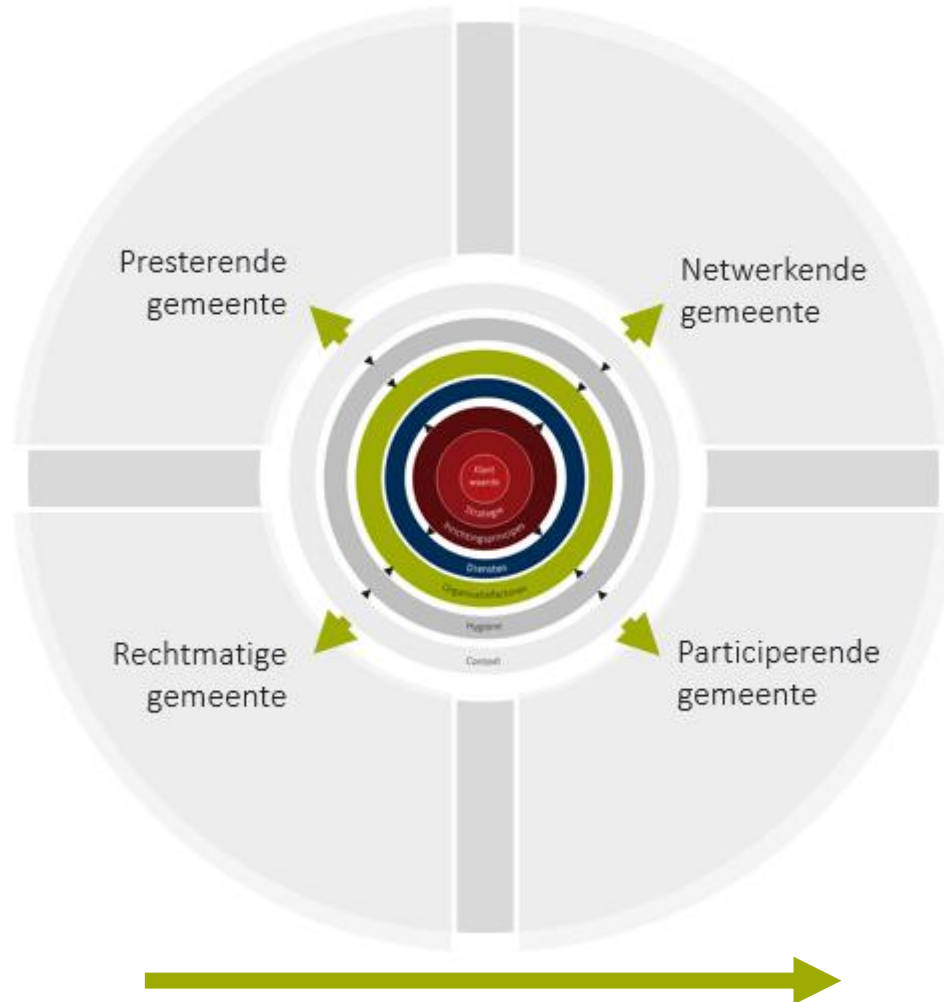 Presterende
gemeente
Netwerkende
gemeente
Klant
waarde
Strategie
Inrichtingsprincipes
Diensten
Organisatiefactoren
Hygiene
Context
Rechtmatige
gemeente
Participerende
gemeente